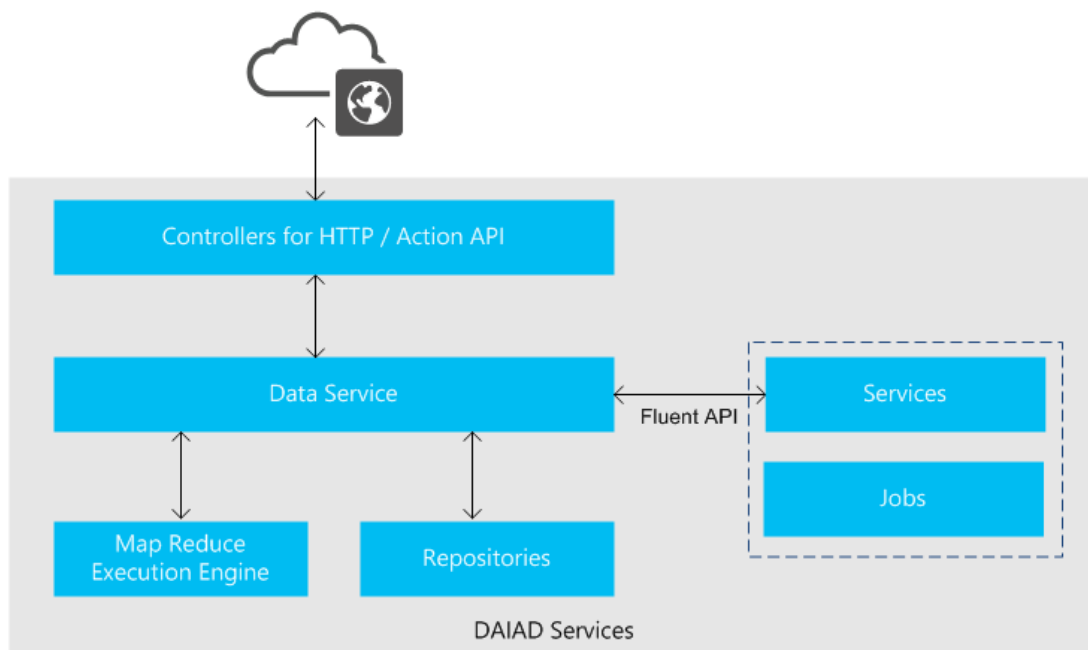 Controllers for HTTP / Action API
Data Service
Fluent API
Services
Jobs
Map Reduce
Execution Engine
Repositories
DAIAD Services